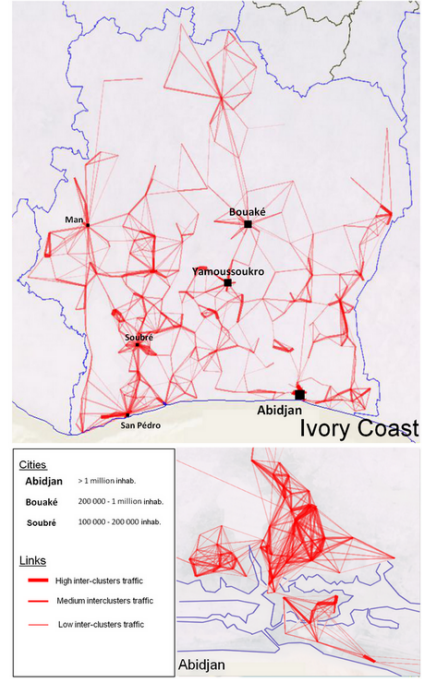 Man
Bouaké
Yamoussoukro
Soubré
San Pédro
Abidjan
Ivory Coast
Cities
Abidjan > 1 million inhab.
Bouaké 200 000 - 1 million inhab.
Soubré 100 000 - 200 000 inhab.
Links
High inter-clusters traffic
Medium interclusters traffic
Low inter-clusters traffic
Abidjan